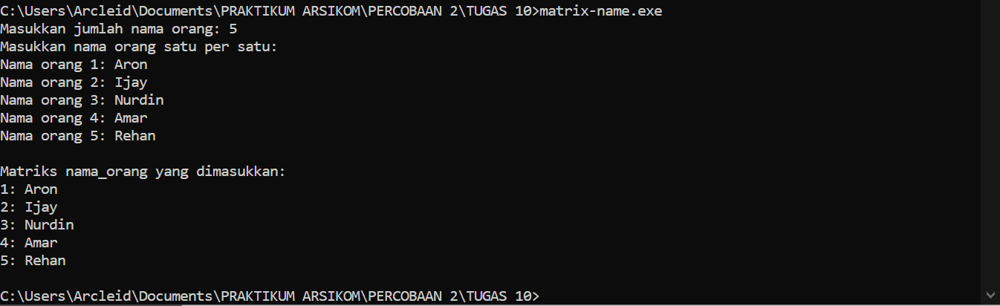 C:\Users\Arcleid\Documents\PRAKTIKUM ARSIKOM\PERCOBAAN 2\TUGAS 10>matrix-name.exe
Masukkan jumlah nama orang: 5
Masukkan nama orang satu per satu:
Nama orang 1: Aron
Nama orang 2: Ijay
Nama orang 3: Nurdin
Nama orang 4: Amar
Nama orang 5: Rehan
Matriks nama_orang yang dimasukkan:
1: Aron
2: Ijay
3: Nurdin
4: Amar
5: Rehan
C:\Users\Arcleid\Documents\PRAKTIKUM ARSIKOM\PERCOBAAN 2\TUGAS 10>